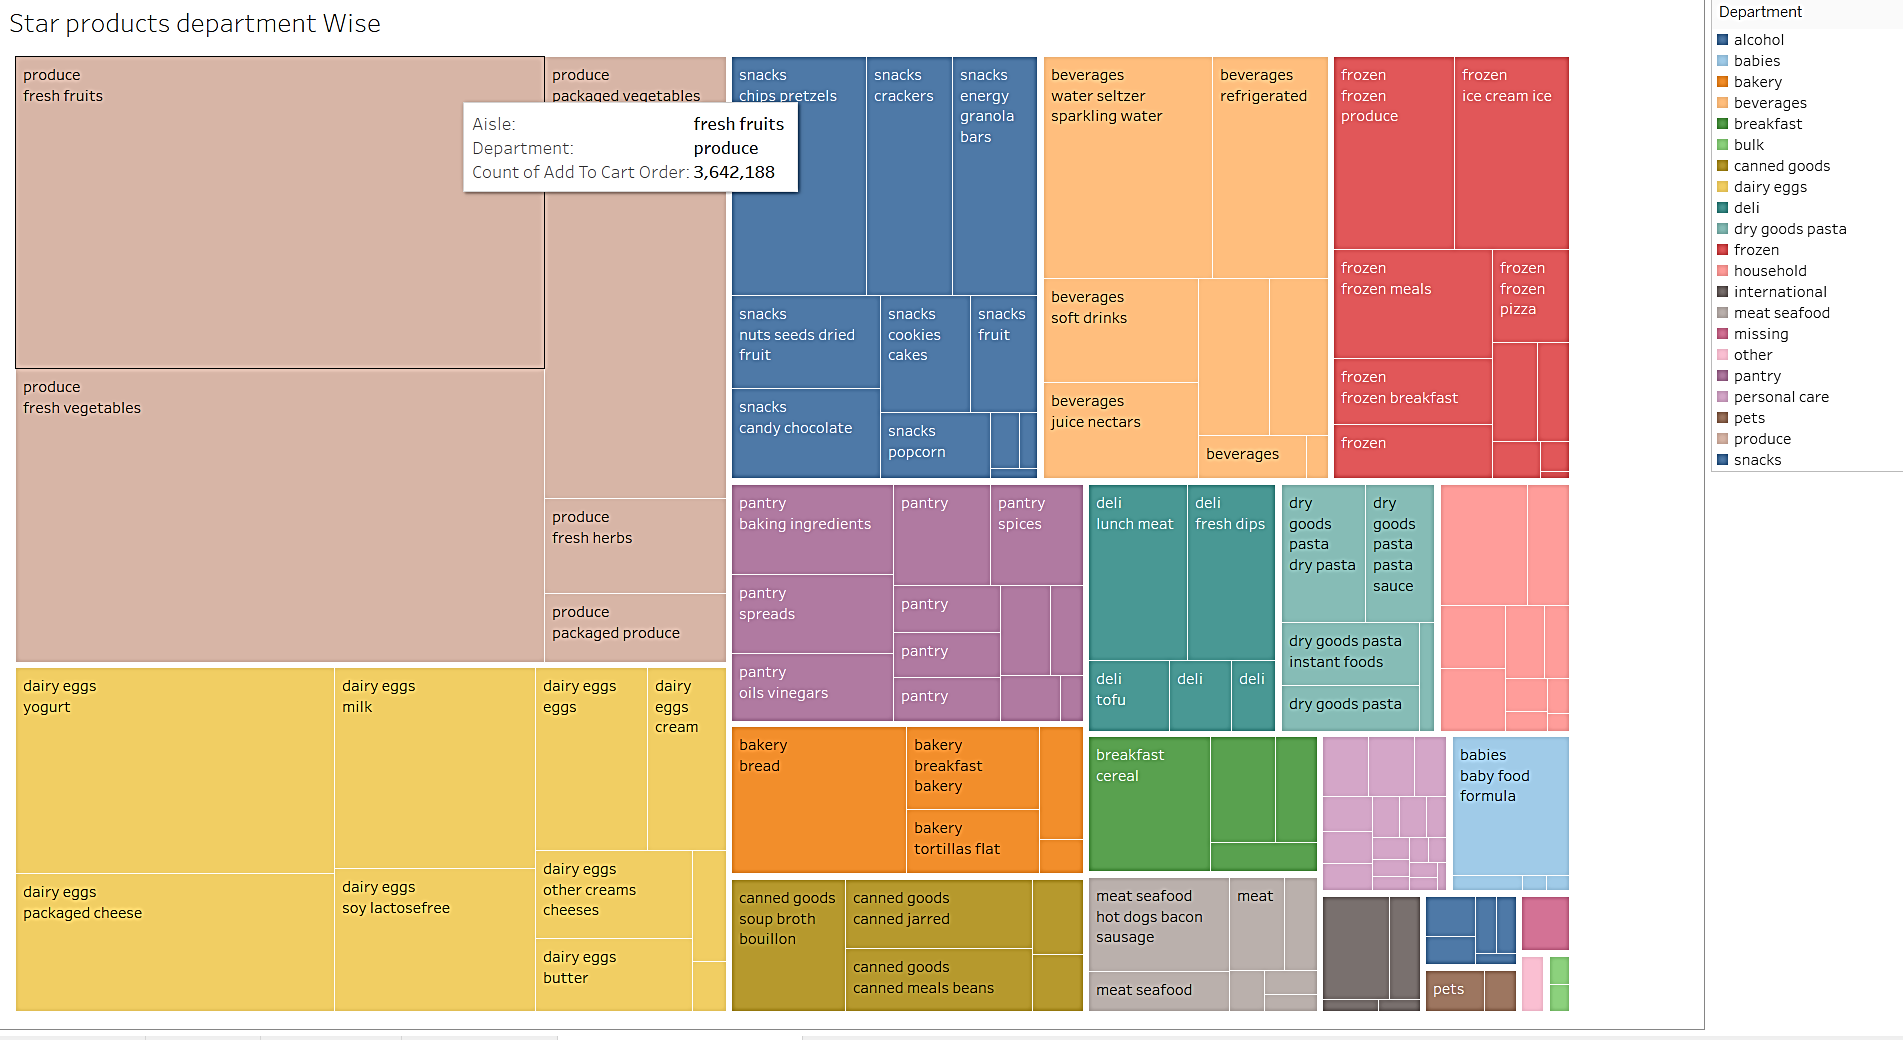 Star products department Wise
produce
fresh fruits
produce
packaged vegetables
Aisle: fresh fruits
Department: produce
Count of Add To Cart Order: 3,642,188
produce
fresh vegetables
produce
fresh herbs
produce
packaged produce
dairy eggs
yogurt
dairy eggs
milk
dairy eggs
eggs
dairy
eggs
cream
dairy eggs
packaged cheese
dairy eggs
soy lactosefree
dairy eggs
other creams
cheeses
dairy eggs
butter
snacks
chips pretzels
snacks
crackers
snacks
energy
granola
bars
snacks
nuts seeds dried
fruit
snacks
cookies
cakes
snacks
fruit
snacks
candy chocolate
snacks
popcorn
beverages
water seltzer
sparkling water
beverages
refrigerated
beverages
soft drinks
beverages
juice nectars
beverages
frozen
frozen
produce
frozen
ice cream ice
frozen
frozen meals
frozen
frozen
pizza
frozen
frozen breakfast
frozen
pantry
baking ingredients
pantry
pantry
spices
pantry
spreads
pantry
pantry
pantry
oils vinegars
pantry
deli
lunch meat
deli
fresh dips
deli
tofu
deli
deli
dry
goods
pasta
dry pasta
dry
goods
pasta
pasta
sauce
dry goods pasta
instant foods
dry goods pasta
bakery
bread
bakery
breakfast
bakery
bakery
tortillas flat
breakfast
cereal
babies
baby food
formula
canned goods
soup broth
bouillon
canned goods
canned jarred
canned goods
canned meals beans
meat seafood
hot dogs bacon
sausage
meat
meat seafood
pets
Department
alcohol
babies
bakery
beverages
breakfast
bulk
canned goods
dairy eggs
deli
dry goods pasta
frozen
household
international
meat seafood
missing
other
pantry
personal care
pets
produce
snacks